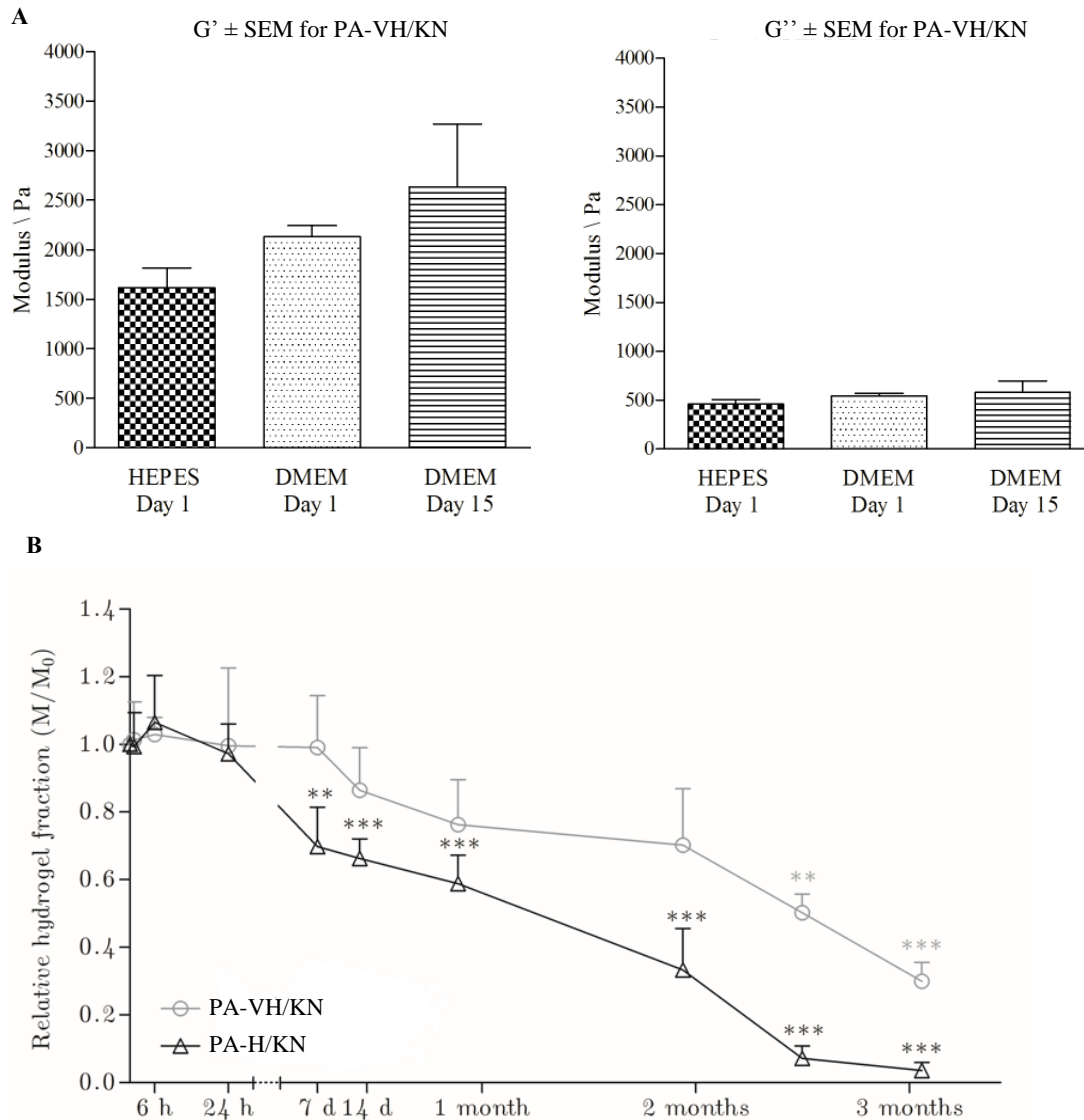 A
G’ ± SEM for PA-VH/KN
4000
3500
3000
2500
2000
1500
1000
500
0
Modulus \ Pa
HEPES
Day 1
DMEM
Day 1
DMEM
Day 15
G’’ ± SEM for PA-VH/KN
4000
3500
3000
2500
2000
1500
1000
500
0
Modulus \ Pa
HEPES
Day 1
DMEM
Day 1
DMEM
Day 15
B
1.4
1.2
1.0
0.8
0.6
0.4
0.2
0.0
Relative hydrogel fraction (M/M₀)
**
***
***
***
***
***
**
***
PA-VH/KN
PA-H/KN
6 h
24 h
7 d
14 d
1 month
2 months
3 months